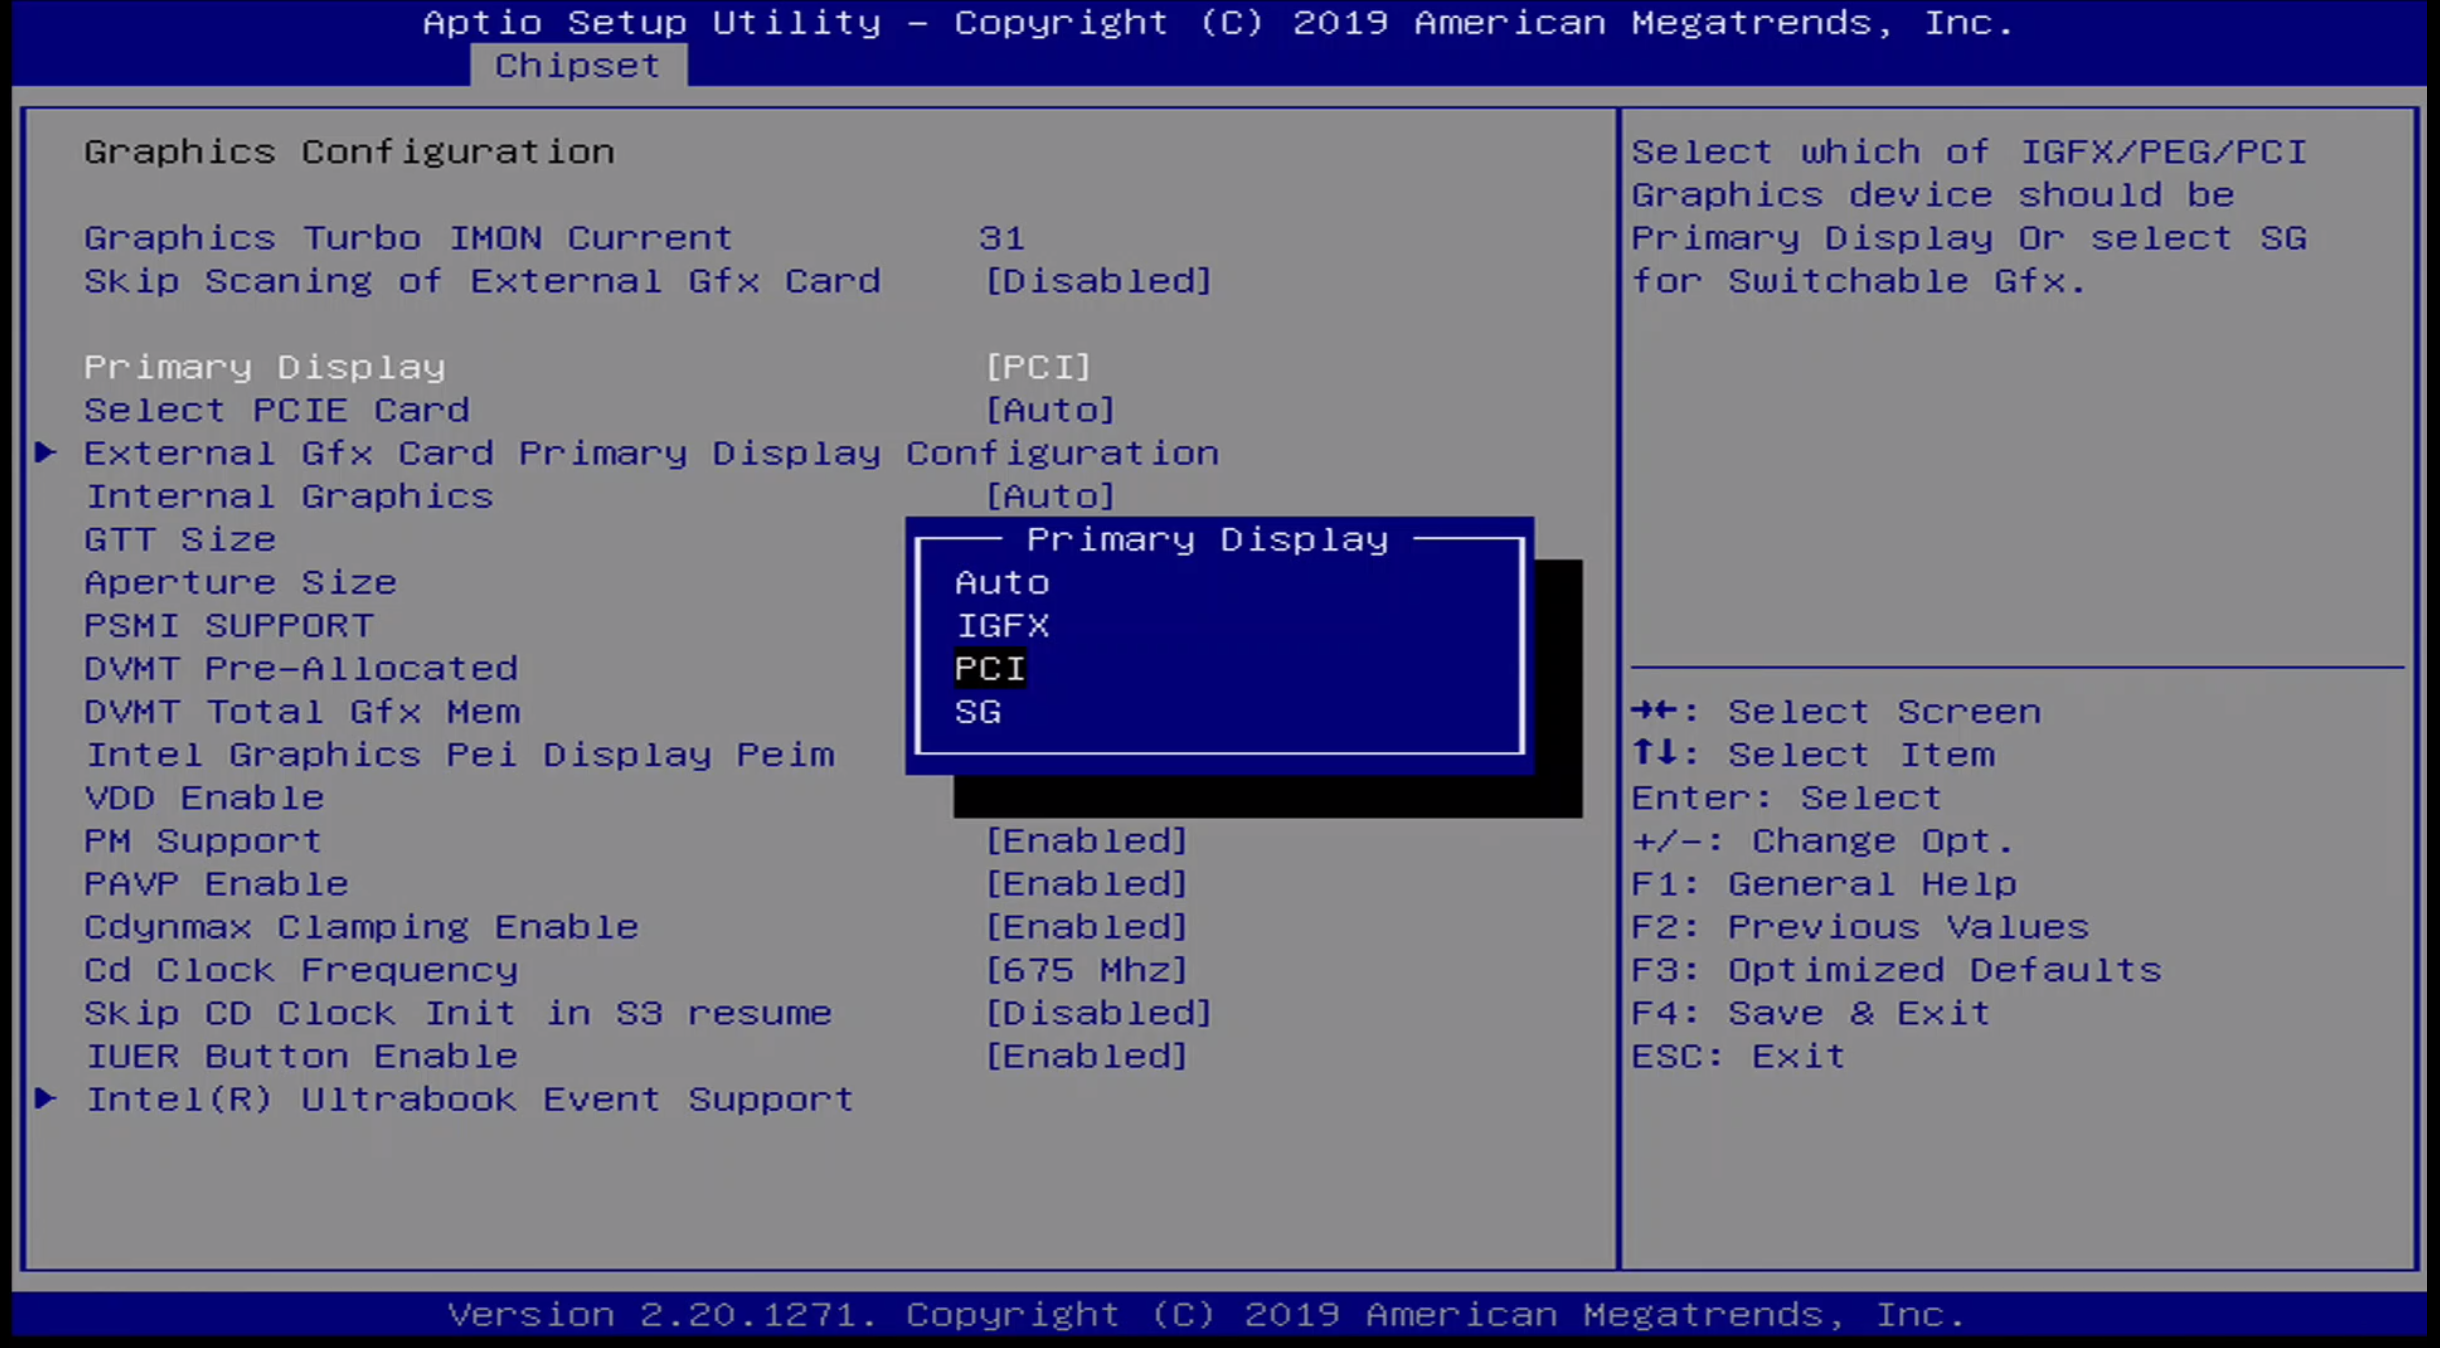 Aptio Setup Utility – Copyright (C) 2019 American Megatrends, Inc.
Chipset
Graphics Configuration
Graphics Turbo IMON Current 31
Skip Scaning of External Gfx Card [Disabled]
Primary Display [PCI]
Select PCIE Card [Auto]
External Gfx Card Primary Display Configuration
Internal Graphics [Auto]
GTT Size
Aperture Size
PSMI SUPPORT
DVMT Pre-Allocated
DVMT Total Gfx Mem
Intel Graphics Pei Display Peim
VDD Enable
PM Support [Enabled]
PAVP Enable [Enabled]
Cdynmax Clamping Enable [Enabled]
Cd Clock Frequency [675 Mhz]
Skip CD Clock Init in S3 resume [Disabled]
IUER Button Enable [Enabled]
Intel(R) Ultrabook Event Support
Primary Display
Auto
IGFX
PCI
SG
Select which of IGFX/PEG/PCI
Graphics device should be
Primary Display Or select SG
for Switchable Gfx.
→←: Select Screen
↑↓: Select Item
Enter: Select
+/-: Change Opt.
F1: General Help
F2: Previous Values
F3: Optimized Defaults
F4: Save & Exit
ESC: Exit
Version 2.20.1271. Copyright (C) 2019 American Megatrends, Inc.